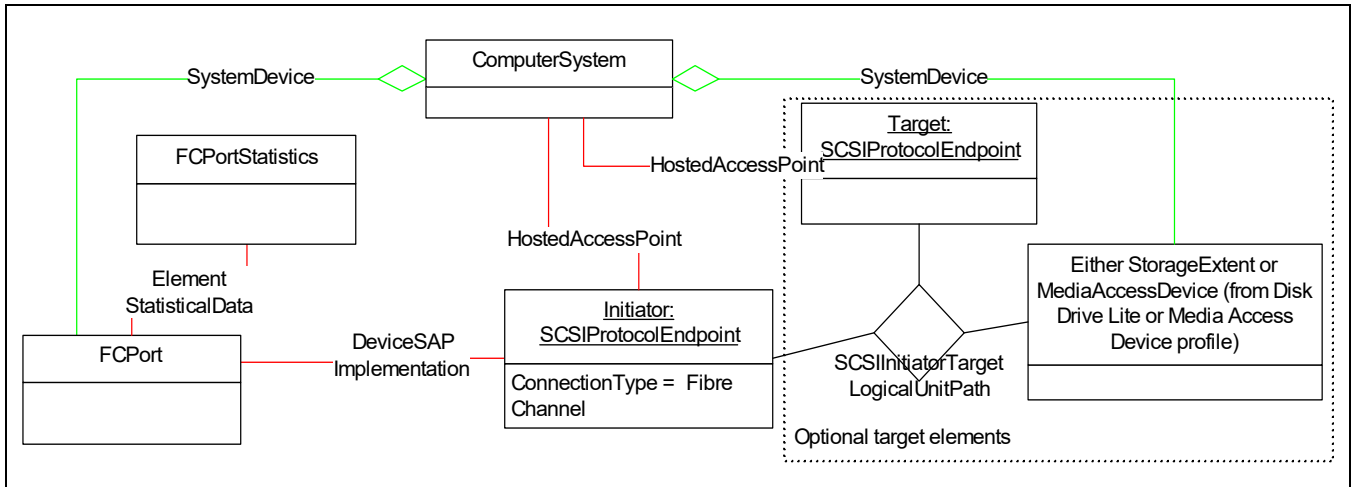 ComputerSystem
SystemDevice
SystemDevice
Target:
SCSIProtocolEndpoint
FCPortStatistics
HostedAccessPoint
HostedAccessPoint
Either StorageExtent or
MediaAccessDevice (from Disk
Drive Lite or Media Access
Device profile)
Element
StatisticalData
Initiator:
SCSIProtocolEndpoint
FCPort
DeviceSAP
Implementation
SCSIInitiatorTarget
LogicalUnitPath
ConnectionType = Fibre
Channel
Optional target elements